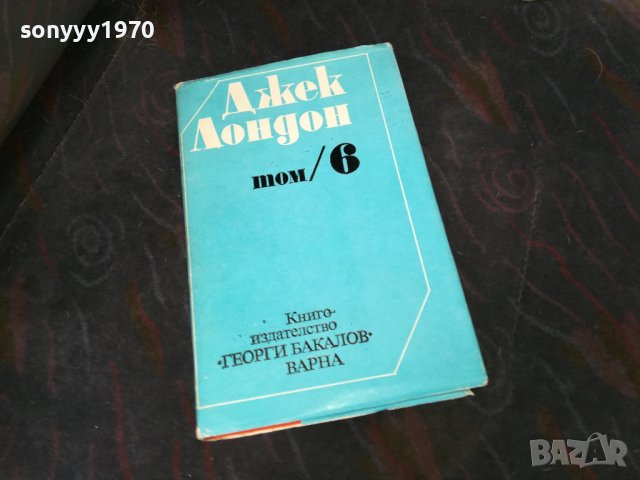 sonyyy1970
Джек
Лондон
том/6
Книго-
издателство
"ГЕОРГИ БАКАЛОВ"
ВАРНА
BAZAR